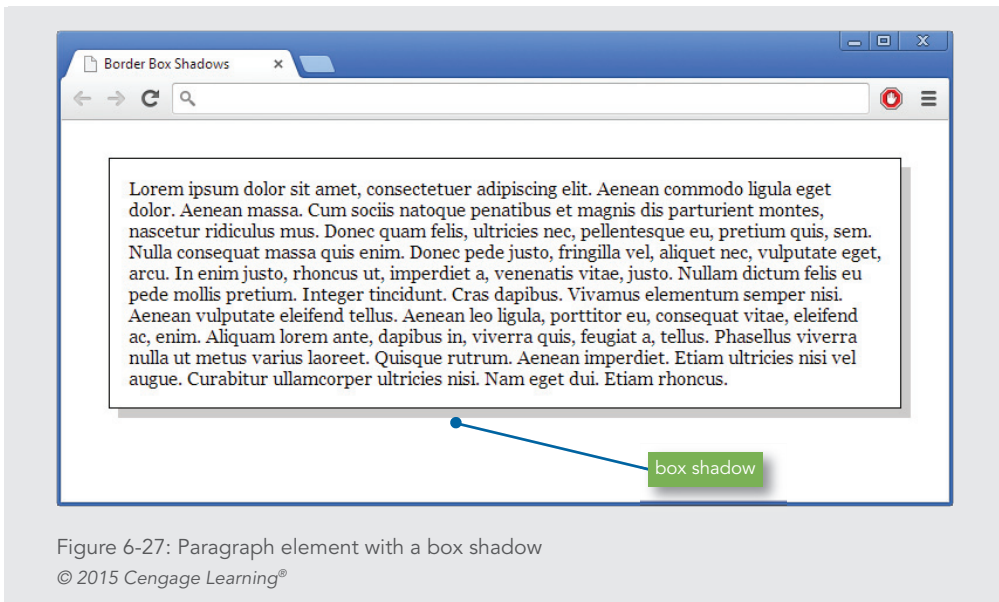 Border Box Shadows
Lorem ipsum dolor sit amet, consectetuer adipiscing elit. Aenean commodo ligula eget
dolor. Aenean massa. Cum sociis natoque penatibus et magnis dis parturient montes,
nascetur ridiculus mus. Donec quam felis, ultricies nec, pellentesque eu, pretium quis, sem.
Nulla consequat massa quis enim. Donec pede justo, fringilla vel, aliquet nec, vulputate eget,
arcu. In enim justo, rhoncus ut, imperdiet a, venenatis vitae, justo. Nullam dictum felis eu
pede mollis pretium. Integer tincidunt. Cras dapibus. Vivamus elementum semper nisi.
Aenean vulputate eleifend tellus. Aenean leo ligula, porttitor eu, consequat vitae, eleifend
ac, enim. Aliquam lorem ante, dapibus in, viverra quis, feugiat a, tellus. Phasellus viverra
nulla ut metus varius laoreet. Quisque rutrum. Aenean imperdiet. Etiam ultricies nisi vel
augue. Curabitur ullamcorper ultricies nisi. Nam eget dui. Etiam rhoncus.
box shadow
Figure 6-27: Paragraph element with a box shadow
© 2015 Cengage Learning®